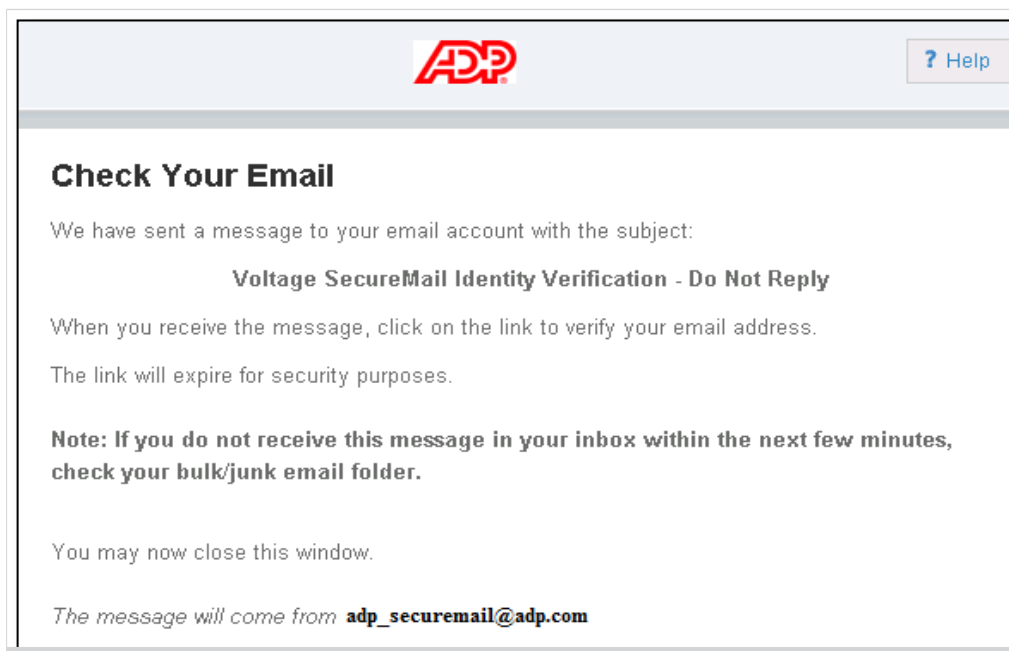 ADP
? Help
Check Your Email
We have sent a message to your email account with the subject:
Voltage SecureMail Identity Verification - Do Not Reply
When you receive the message, click on the link to verify your email address.
The link will expire for security purposes.
Note: If you do not receive this message in your inbox within the next few minutes,
check your bulk/junk email folder.
You may now close this window.
The message will come from adp_securemail@adp.com